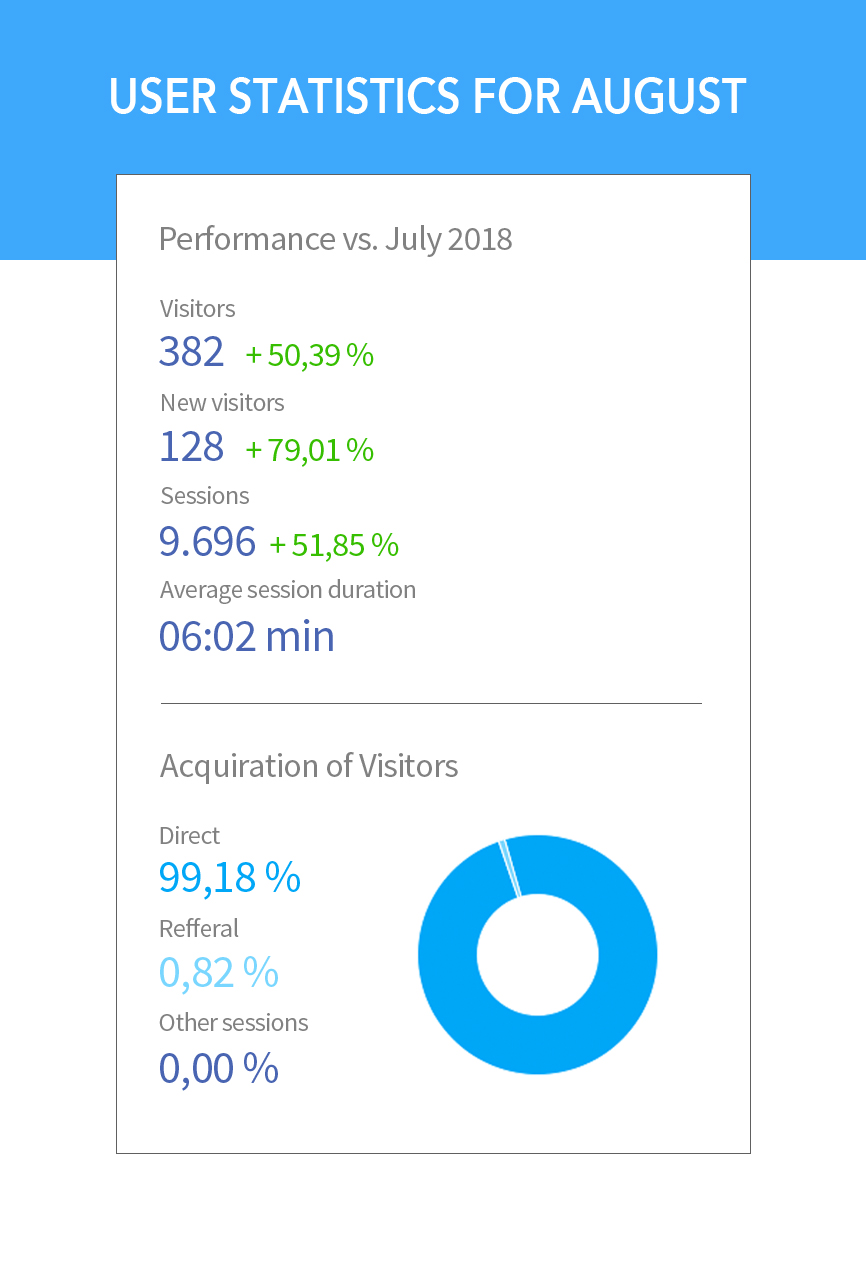 USER STATISTICS FOR AUGUST
Performance vs. July 2018
Visitors
382 + 50,39 %
New visitors
128 + 79,01 %
Sessions
9.696 + 51,85 %
Average session duration
06:02 min
Acquiration of Visitors
Direct
99,18 %
Refferal
0,82 %
Other sessions
0,00 %